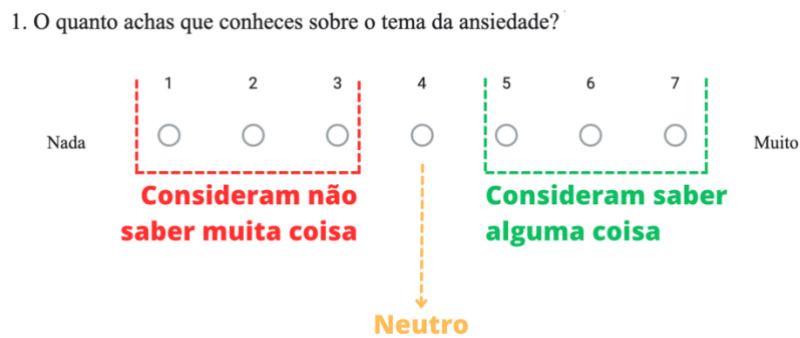 1. O quanto achas que conheces sobre o tema da ansiedade?
1 2 3 4 5 6 7
Nada Muito
Consideram não
saber muita coisa
Consideram saber
alguma coisa
Neutro